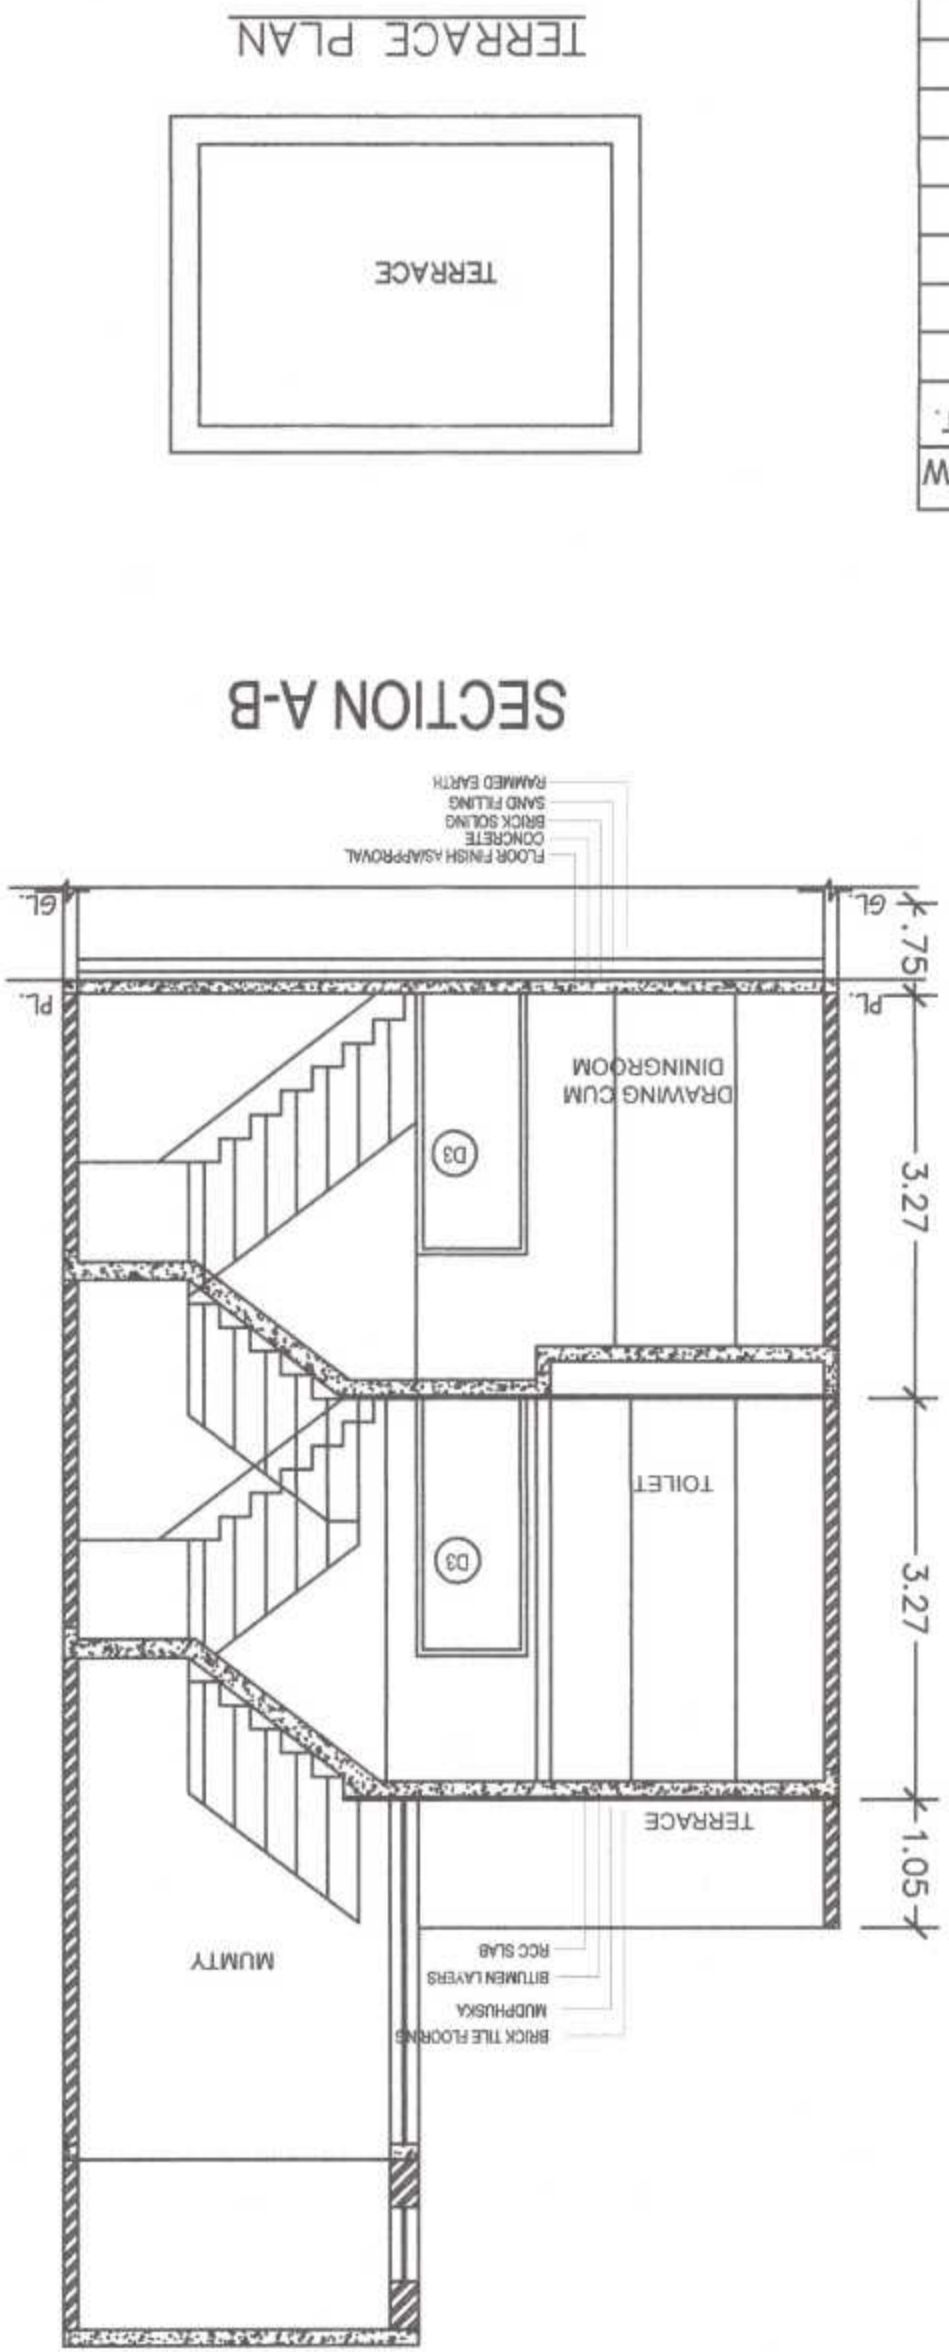 BRICK TILE FLOORING
MUDPHUSKA
BITUMEN LAYERS
RCC SLAB
MUMTY
1.05
TERRACE
3.27
D3
TOILET
3.27
D3
DRAWING CUM
DININGROOM
PL.
PL.
.75
GL.
GL.
FLOOR FINISH AS/APPROVAL
CONCRETE
BRICK SOLING
SAND FILLING
RAMMED EARTH
SECTION A-B
W
TERRACE
TERRACE PLAN